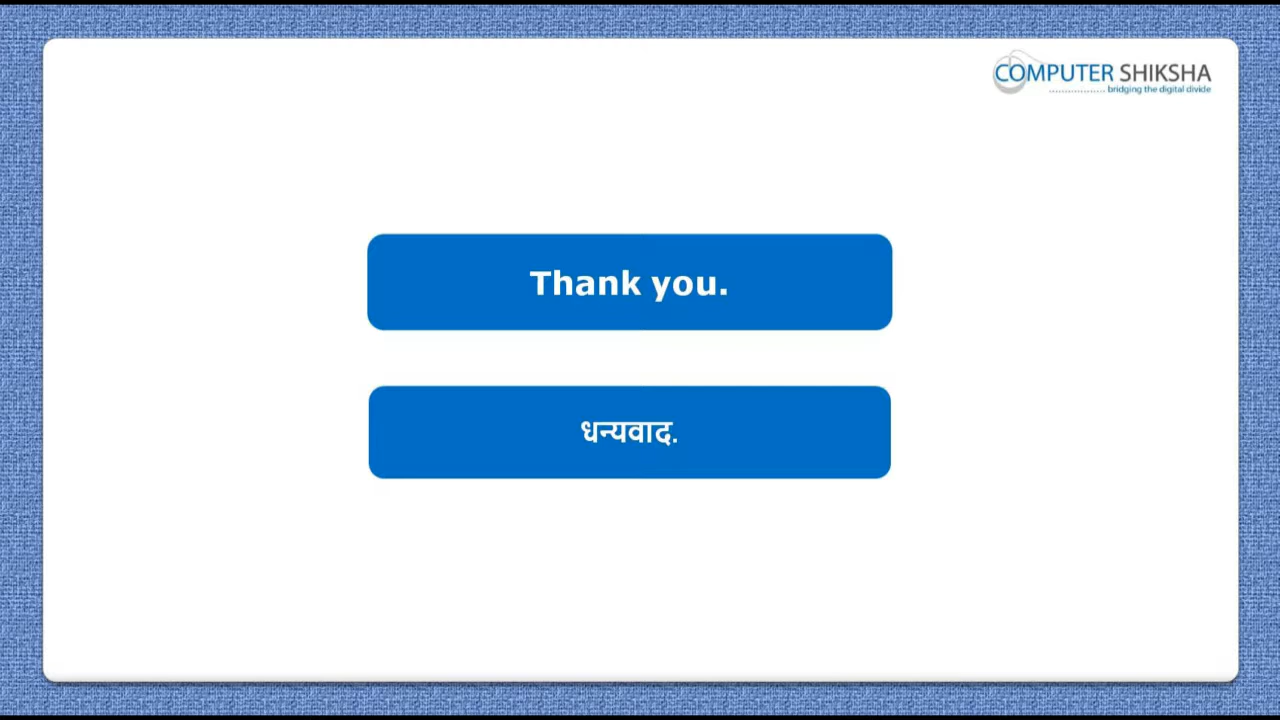 COMPUTER SHIKSHA
bridging the digital divide
Thank you.
धन्यवाद.